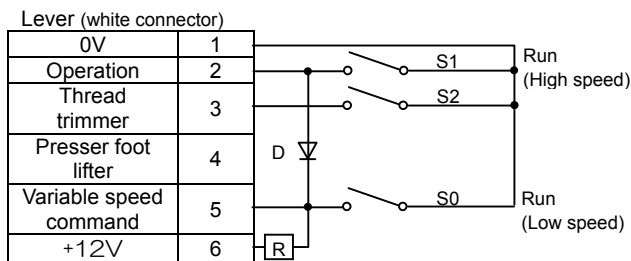 Lever (white connector)
0V 1
Operation 2
Thread
trimmer 3
Presser foot
lifter 4
Variable speed
command 5
+12V 6
S1
Run
(High speed)
S2
D
S0
Run
(Low speed)
R